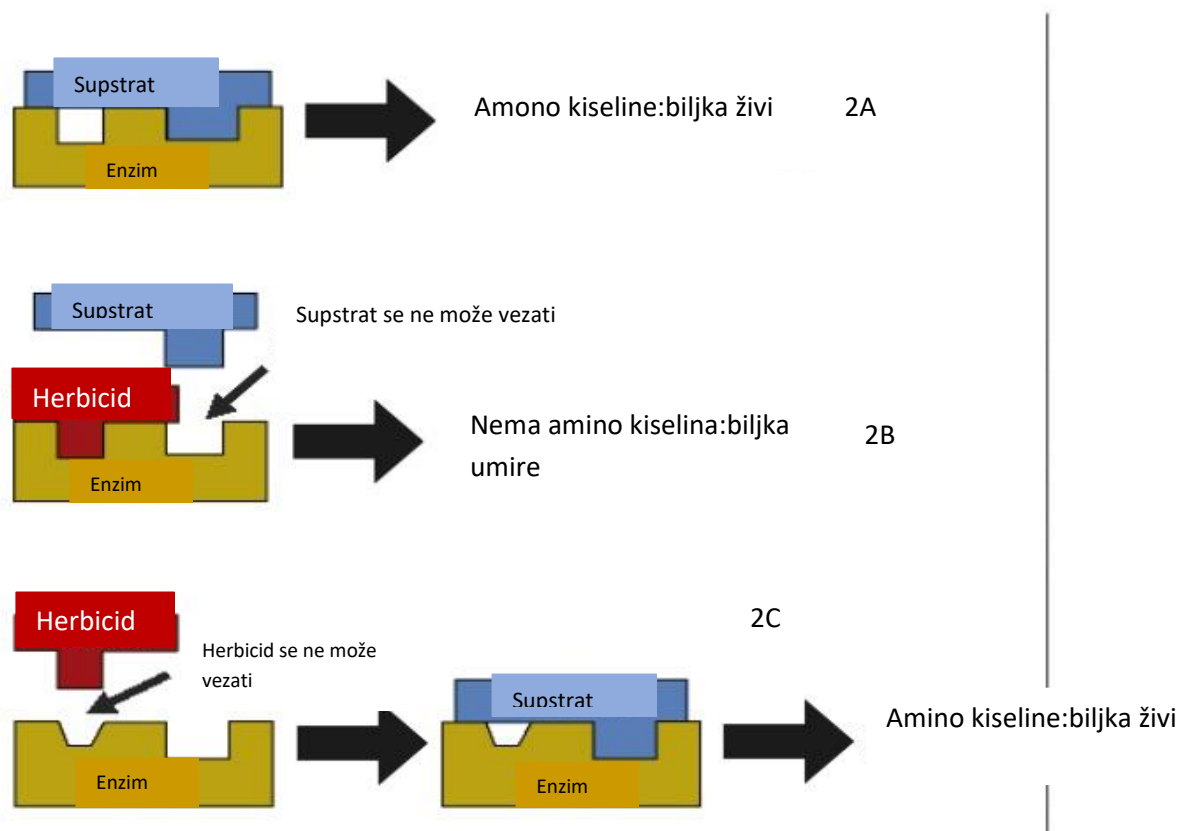 Supstrat
Amono kiseline:biljka živi
2A
Enzim
Supstrat
Supstrat se ne može vezati
Herbicid
Nema amino kiselina:biljka
umire
2B
Enzim
Herbicid
2C
Herbicid se ne može
vezati
Supstrat
Amino kiseline:biljka živi
Enzim
Enzim